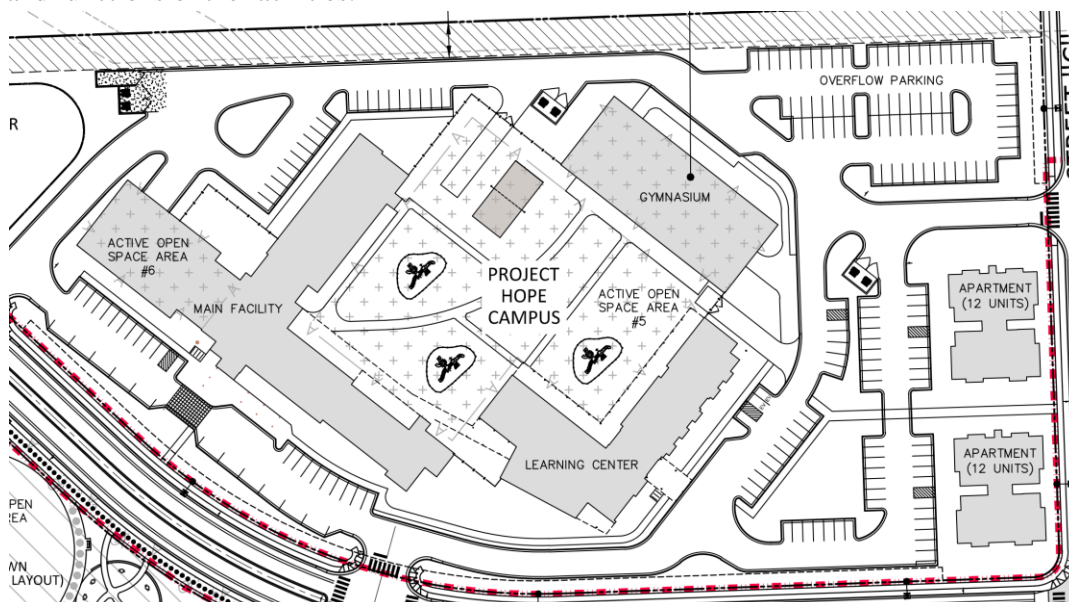 OVERFLOW PARKING
R
GYMNASIUM
ACTIVE OPEN
SPACE AREA
#6
MAIN FACILITY
PROJECT
HOPE
CAMPUS
ACTIVE OPEN
SPACE AREA
#5
APARTMENT
(12 UNITS)
LEARNING CENTER
APARTMENT
(12 UNITS)
LAYOUT)